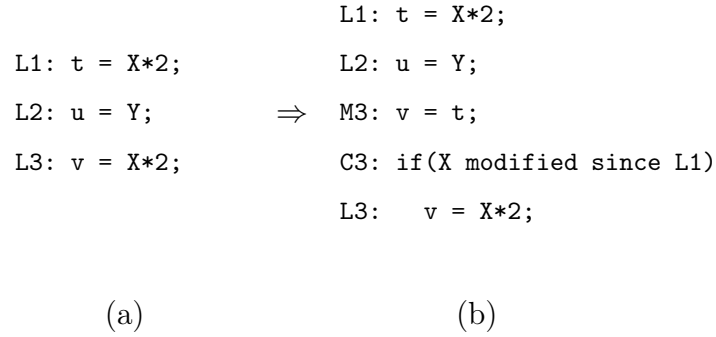 L1: t = X*2;
L2: u = Y;
L3: v = X*2;
⇒
L1: t = X*2;
L2: u = Y;
M3: v = t;
C3: if(X modified since L1)
L3:   v = X*2;
(a)
(b)